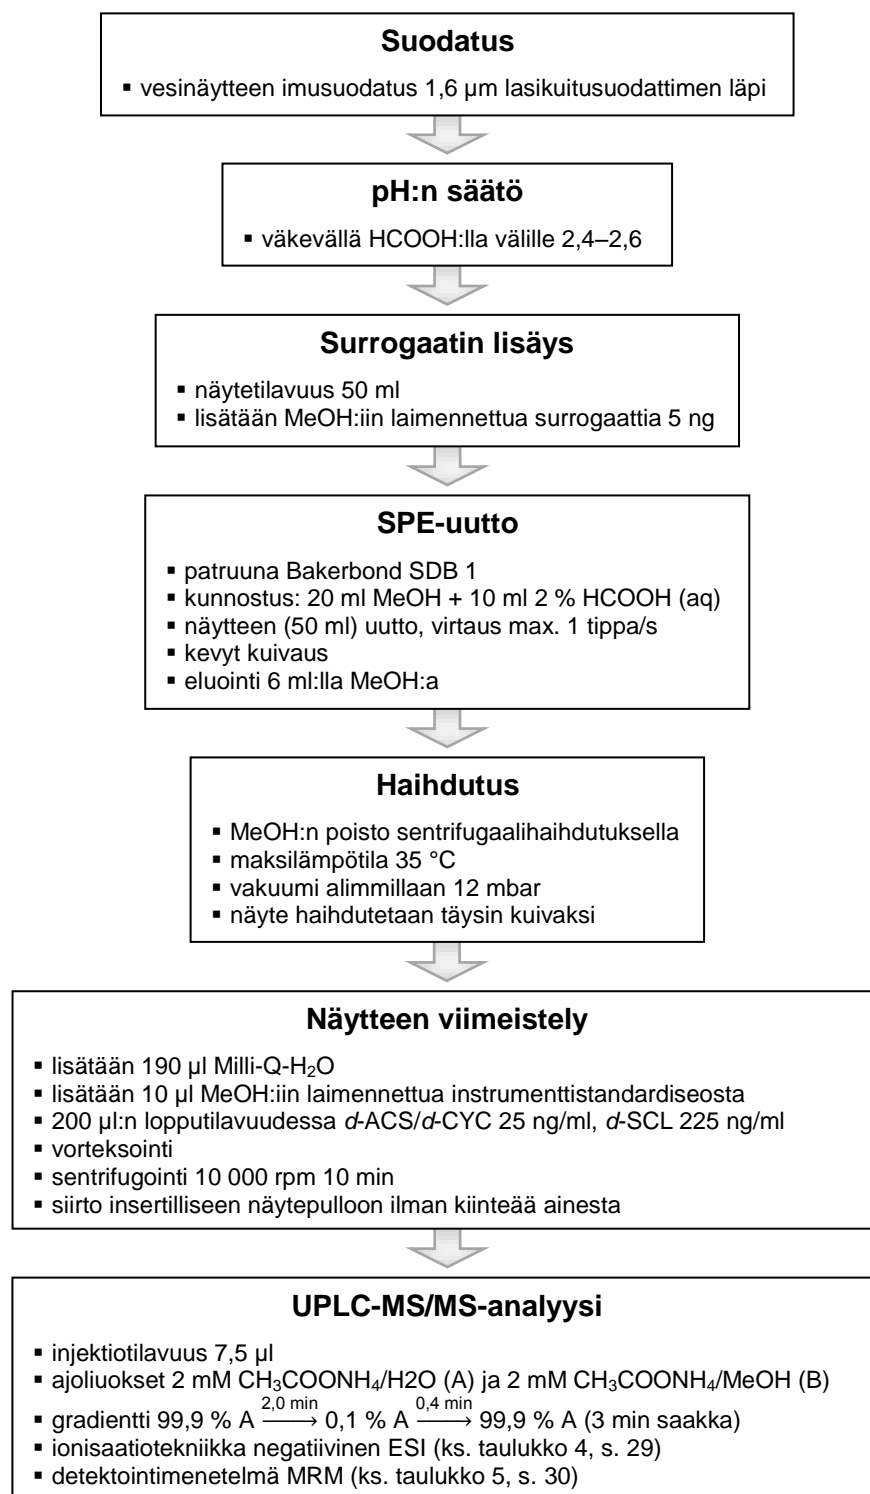 Suodatus
▪ vesinäytteen imusuodatus 1,6 µm lasikuitusuodattimen läpi
pH:n säätö
▪ väkevällä HCOOH:lla välille 2,4–2,6
Surrogaatin lisäys
▪ näytetilavuus 50 ml
▪ lisätään MeOH:iin laimennettua surrogaattia 5 ng
SPE-uutto
▪ patruuna Bakerbond SDB 1
▪ kunnostus: 20 ml MeOH + 10 ml 2 % HCOOH (aq)
▪ näytteen (50 ml) uutto, virtaus max. 1 tippa/s
▪ kevyt kuivaus
▪ eluointi 6 ml:lla MeOH:a
Haihdutus
▪ MeOH:n poisto sentrifugaalihaihdutuksella
▪ maksilämpötila 35 °C
▪ vakuumi alimmillaan 12 mbar
▪ näyte haihdutetaan täysin kuivaksi
Näytteen viimeistely
▪ lisätään 190 µl Milli-Q-H₂O
▪ lisätään 10 µl MeOH:iin laimennettua instrumenttistandardiseosta
▪ 200 µl:n lopputilavuudessa d-ACS/d-CYC 25 ng/ml, d-SCL 225 ng/ml
▪ vorteksointi
▪ sentrifugointi 10 000 rpm 10 min
▪ siirto insertilliseen näytepulloon ilman kiinteää ainesta
UPLC-MS/MS-analyysi
▪ injektiotilavuus 7,5 µl
▪ ajoliuokset 2 mM CH₃COONH₄/H2O (A) ja 2 mM CH₃COONH₄/MeOH (B)
▪ gradientti 99,9 % A 2,0 min → 0,1 % A 0,4 min → 99,9 % A (3 min saakka)
▪ ionisaatiotekniikka negatiivinen ESI (ks. taulukko 4, s. 29)
▪ detektointimenetelmä MRM (ks. taulukko 5, s. 30)